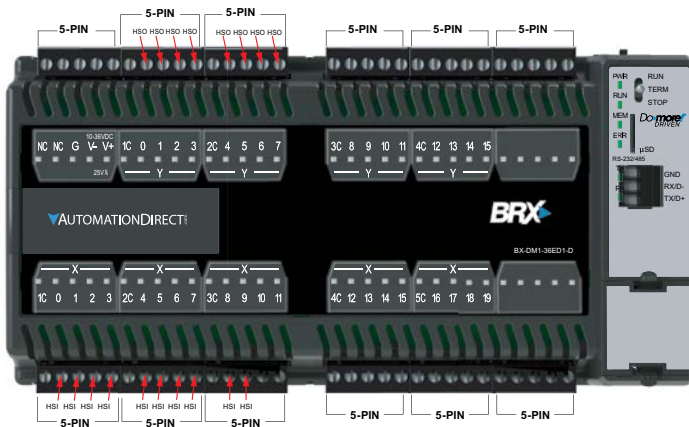 5-PIN 5-PIN 5-PIN 5-PIN 5-PIN 5-PIN
HSO HSO HSO HSO HSO HSO HSO HSO
PWR RUN
TERM
RUN STOP
MEM Do-more!
DRIVEN
ERR
µSD
RS-232/485
GND
RX/D-
TX/D+
10-36VDC
NC NC G V- V+ 1C 0 1 2 3 2C 4 5 6 7 3C 8 9 10 11 4C 12 13 14 15
Y Y Y Y
AUTOMATIONDIRECT
BRX
BX-DM1-36ED1-D
X X X X X
1C 0 1 2 3 2C 4 5 6 7 3C 8 9 10 11 4C 12 13 14 15 5C 16 17 18 19
HSI HSI HSI HSI HSI HSI HSI HSI HSI HSI
5-PIN 5-PIN 5-PIN 5-PIN 5-PIN 5-PIN